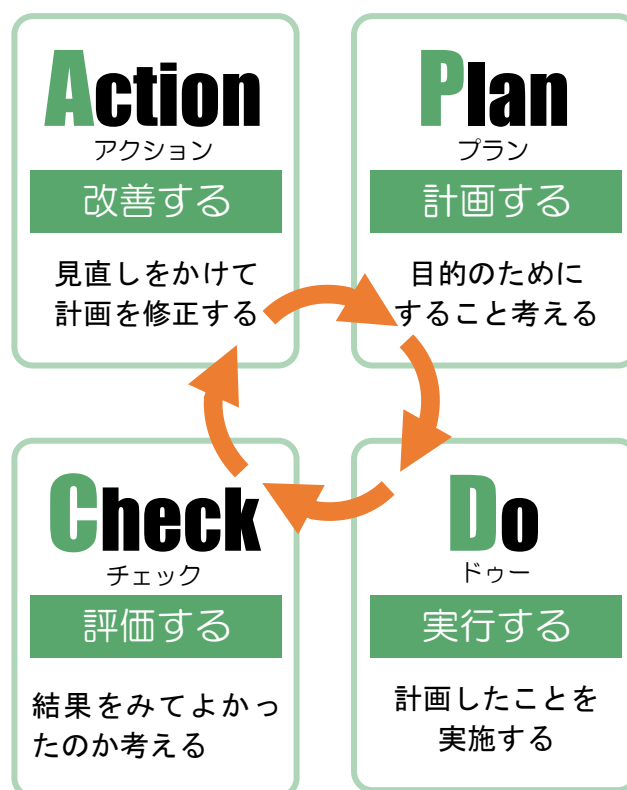 Action
アクション
改善する
見直しをかけて
計画を修正する
Plan
プラン
計画する
目的のために
すること考える
Check
チェック
評価する
結果をみてよかっ
たのか考える
Do
ドゥー
実行する
計画したことを
実施する